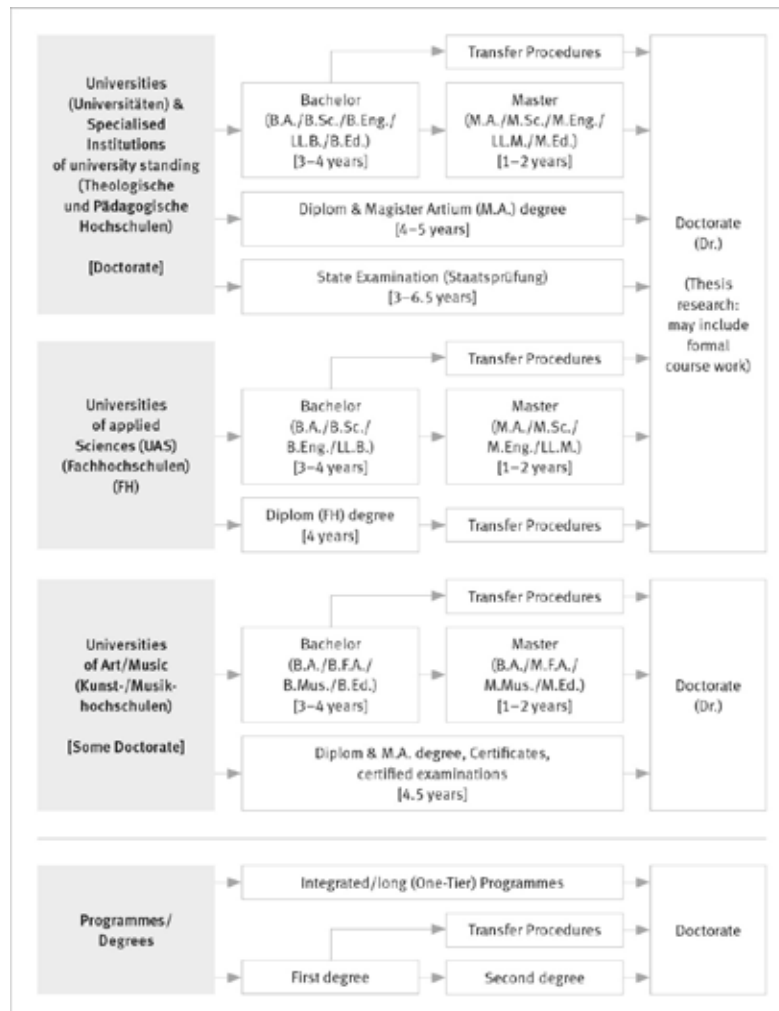 Transfer Procedures
Universities
(Universitäten) &
Specialised
Institutions
of university standing
(Theologische
und Pädagogische
Hochschulen)
[Doctorate]
Bachelor
(B.A./B.Sc./B.Eng./
LL.B./B.Ed.)
[3–4 years]
Master
(M.A./M.Sc./M.Eng./
LL.M./M.Ed.)
[1–2 years]
Diplom & Magister Artium (M.A.) degree
[4–5 years]
State Examination (Staatsprüfung)
[3–6.5 years]
Doctorate
(Dr.)
(Thesis
research:
may include
formal
course work)
Transfer Procedures
Universities
of applied
Sciences (UAS)
(Fachhochschulen)
(FH)
Bachelor
(B.A./B.Sc./
B.Eng./LL.B.)
[3–4 years]
Master
(M.A./M.Sc./
M.Eng./LL.M.)
[1–2 years]
Diplom (FH) degree
[4 years]
Transfer Procedures
Transfer Procedures
Universities
of Art/Music
(Kunst-/Musik-
hochschulen)
[Some Doctorate]
Bachelor
(B.A./B.F.A./
B.Mus./B.Ed.)
[3–4 years]
Master
(B.A./M.F.A./
M.Mus./M.Ed.)
[1–2 years]
Diplom & M.A. degree, Certificates,
certified examinations
[4.5 years]
Doctorate
(Dr.)
Programmes/
Degrees
Integrated/long (One-Tier) Programmes
Transfer Procedures
First degree
Second degree
Doctorate